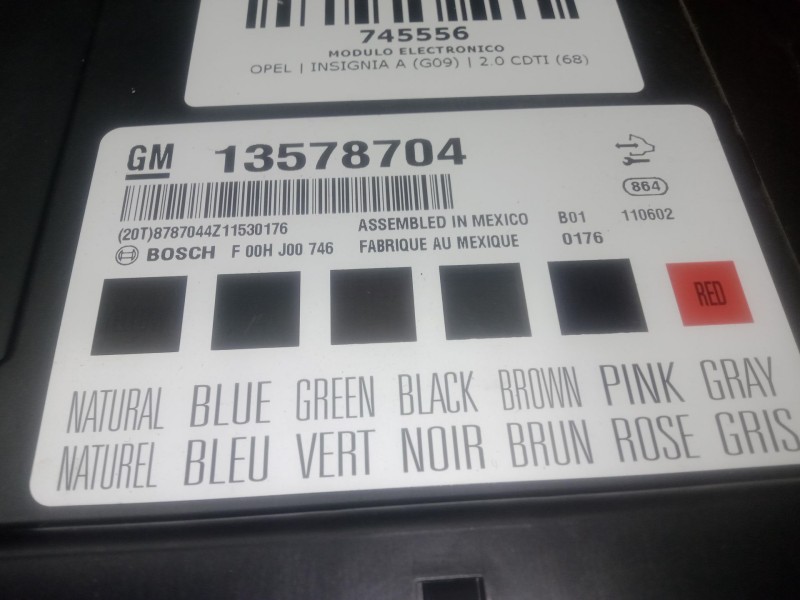 745556
MODULO ELECTRONICO
OPEL | INSIGNIA A (G09) | 2.0 CDTI (68)
GM 13578704
864
(20T)8787044Z11530176 ASSEMBLED IN MEXICO B01 110602
BOSCH F 00H J00 746 FABRIQUE AU MEXIQUE 0176
RED
NATURAL BLUE GREEN BLACK BROWN PINK GRAY
NATUREL BLEU VERT NOIR BRUN ROSE GRIS